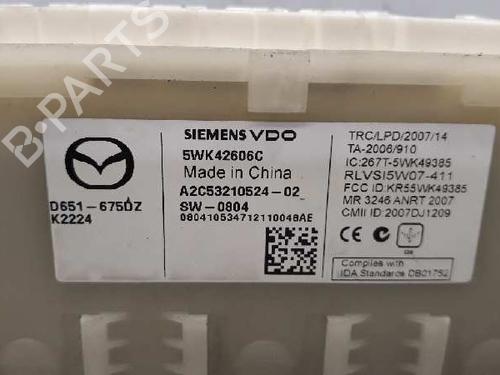 SIEMENS VDO
5WK42606C
Made in China
A2C53210524-02
SW-0804
D651-675DZ
K2224
TRC/LPD/2007/14
TA-2006/910
IC:267T-5WK49385
RLVSI5W07-411
FCC ID:KR55WK49385
MR 3246 ANRT 2007
CMII ID:2007DJ1209
Complies with
IDA Standards DB01752
B-PARTS